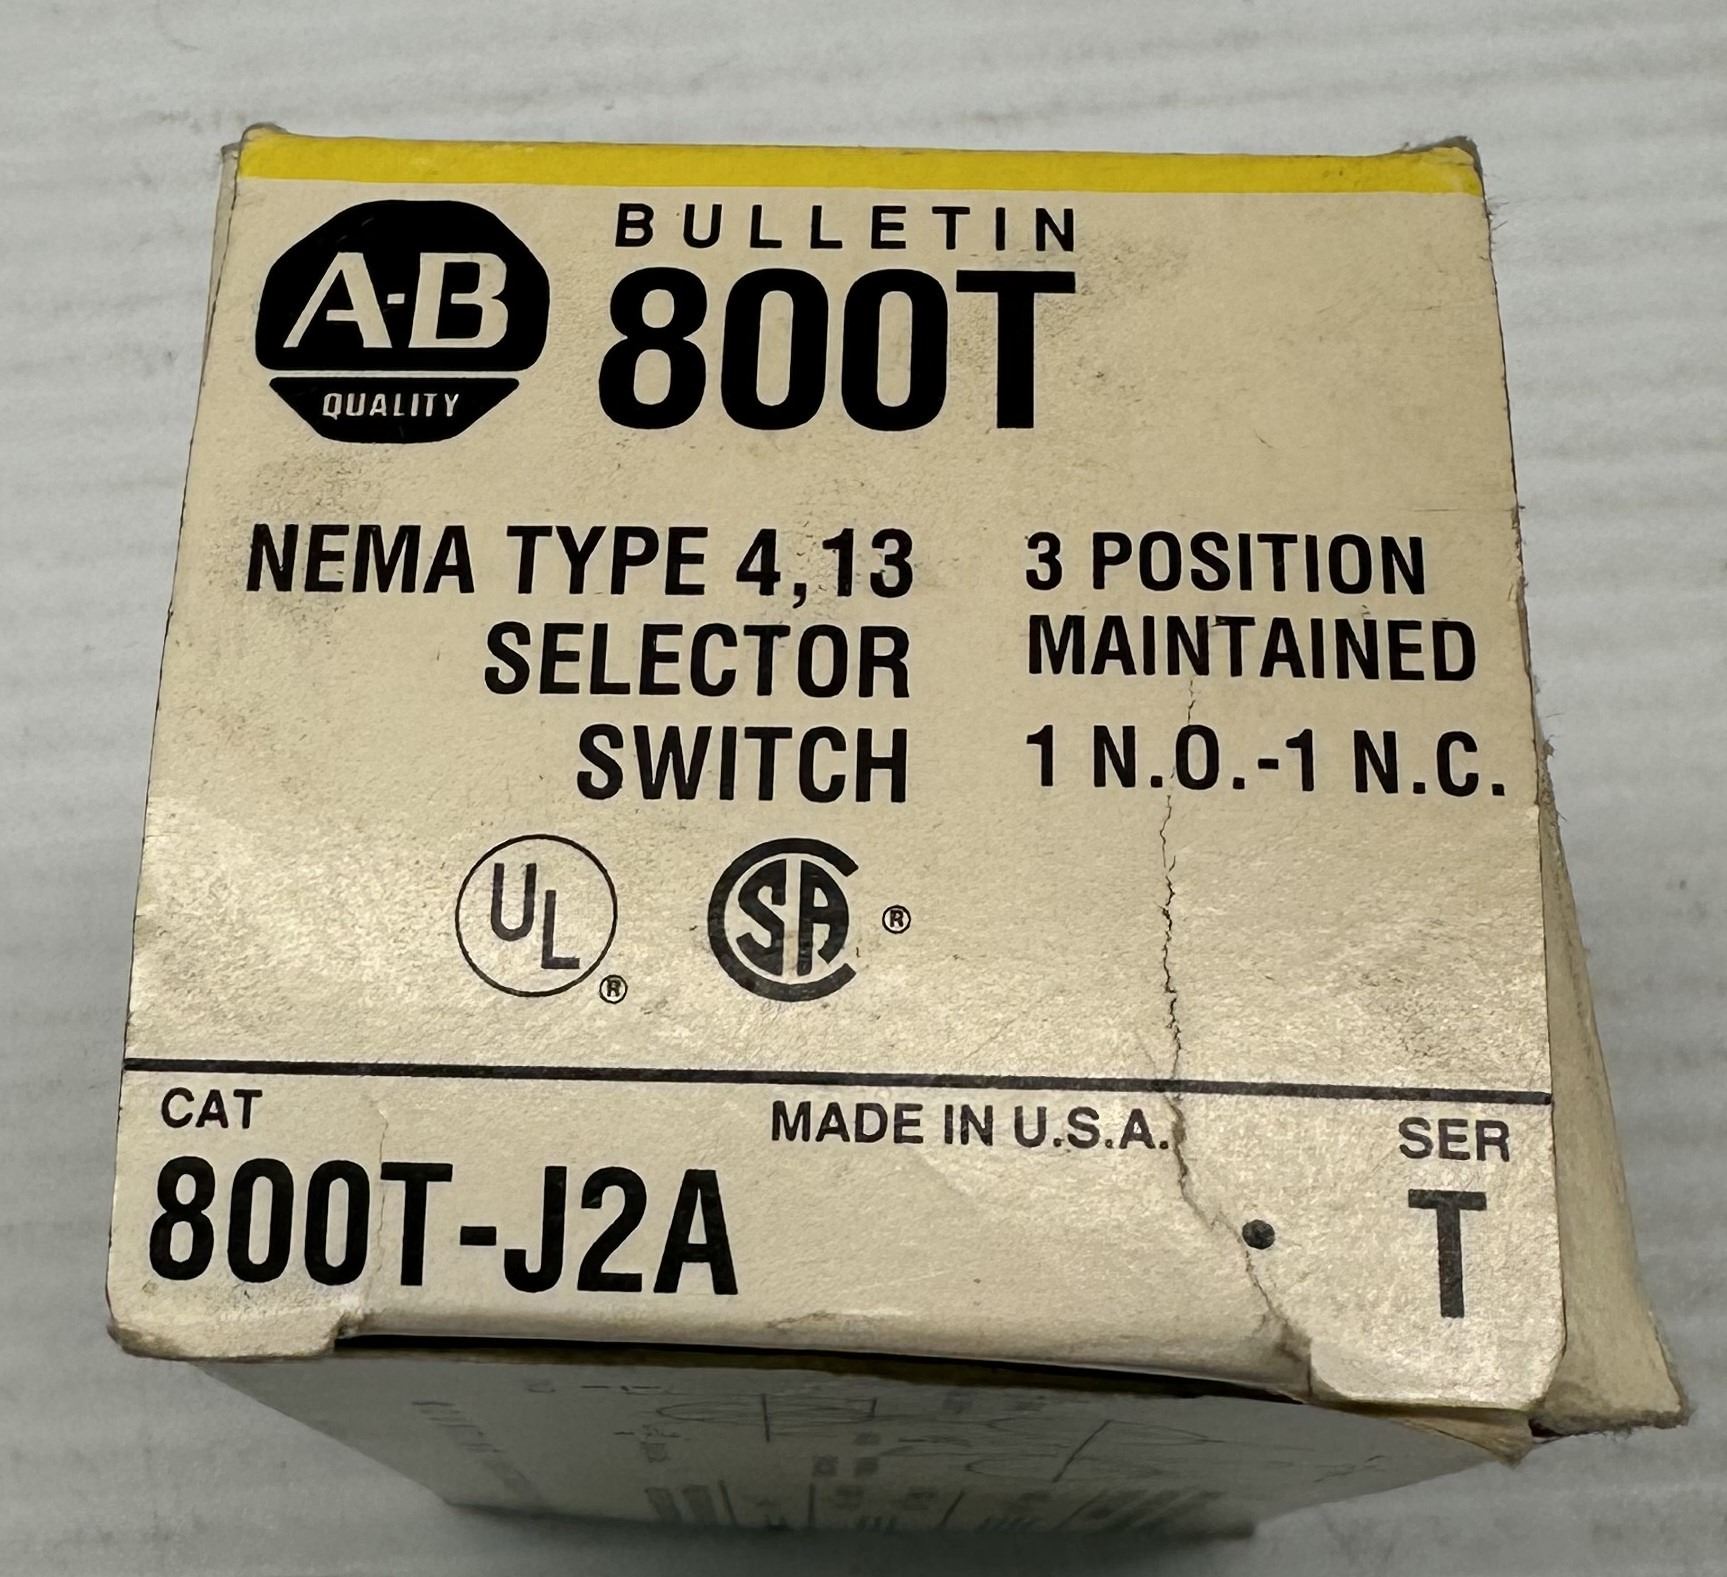 A-B
QUALITY
BULLETIN
800T
NEMA TYPE 4,13
SELECTOR
SWITCH
3 POSITION
MAINTAINED
1 N.O.-1 N.C.
UL®
SA®
CAT
800T-J2A
MADE IN U.S.A.
SER
T